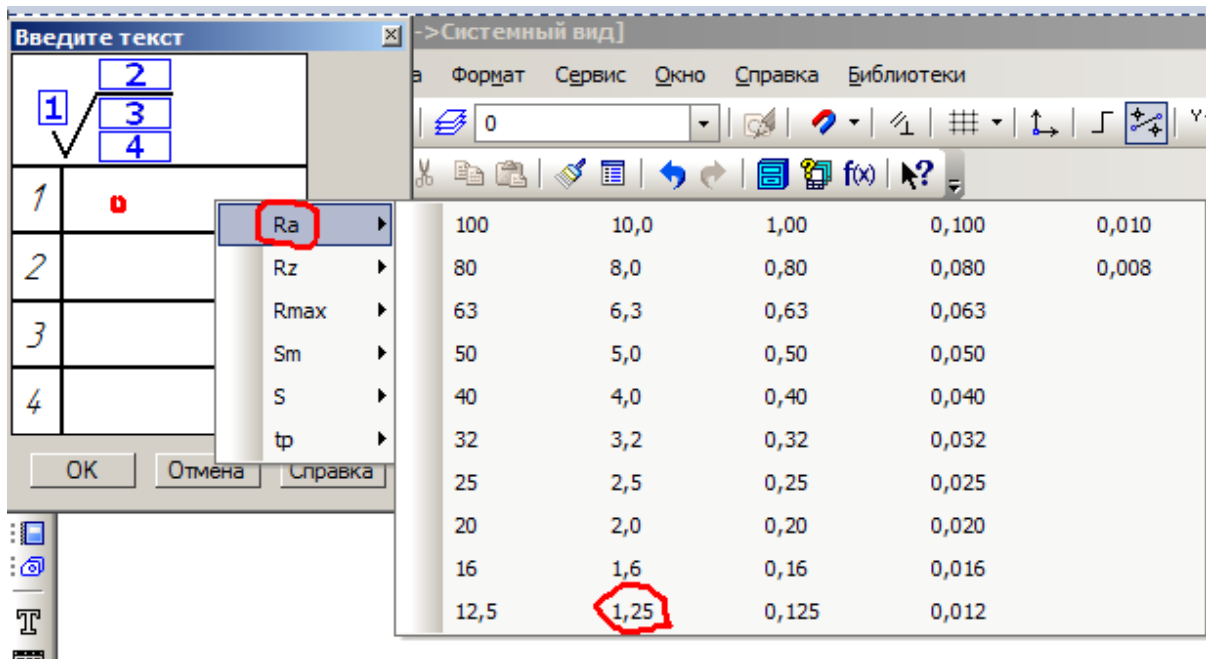 Введите текст
->Системный вид]
а Формат Сервис Окно Справка Библиотеки
0
f(x)
2
1 3
4
1
2
3
4
Ra
Rz
Rmax
Sm
S
tp
100 10,0 1,00 0,100 0,010
80 8,0 0,80 0,080 0,008
63 6,3 0,63 0,063
50 5,0 0,50 0,050
40 4,0 0,40 0,040
32 3,2 0,32 0,032
25 2,5 0,25 0,025
20 2,0 0,20 0,020
16 1,6 0,16 0,016
12,5 1,25 0,125 0,012
OK Отмена Справка
T